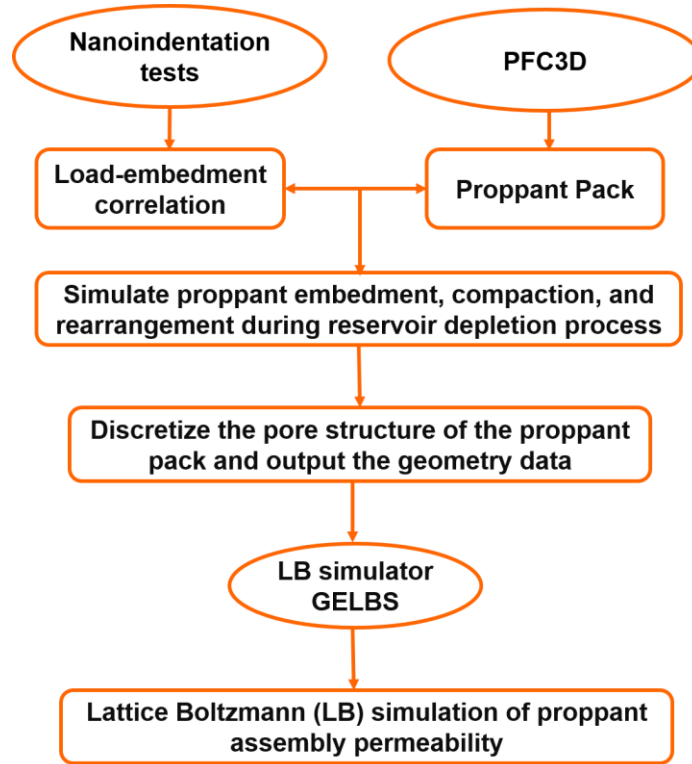 Nanoindentation
tests
PFC3D
Load-embedment
correlation
Proppant Pack
Simulate proppant embedment, compaction, and
rearrangement during reservoir depletion process
Discretize the pore structure of the proppant
pack and output the geometry data
LB simulator
GELBS
Lattice Boltzmann (LB) simulation of proppant
assembly permeability